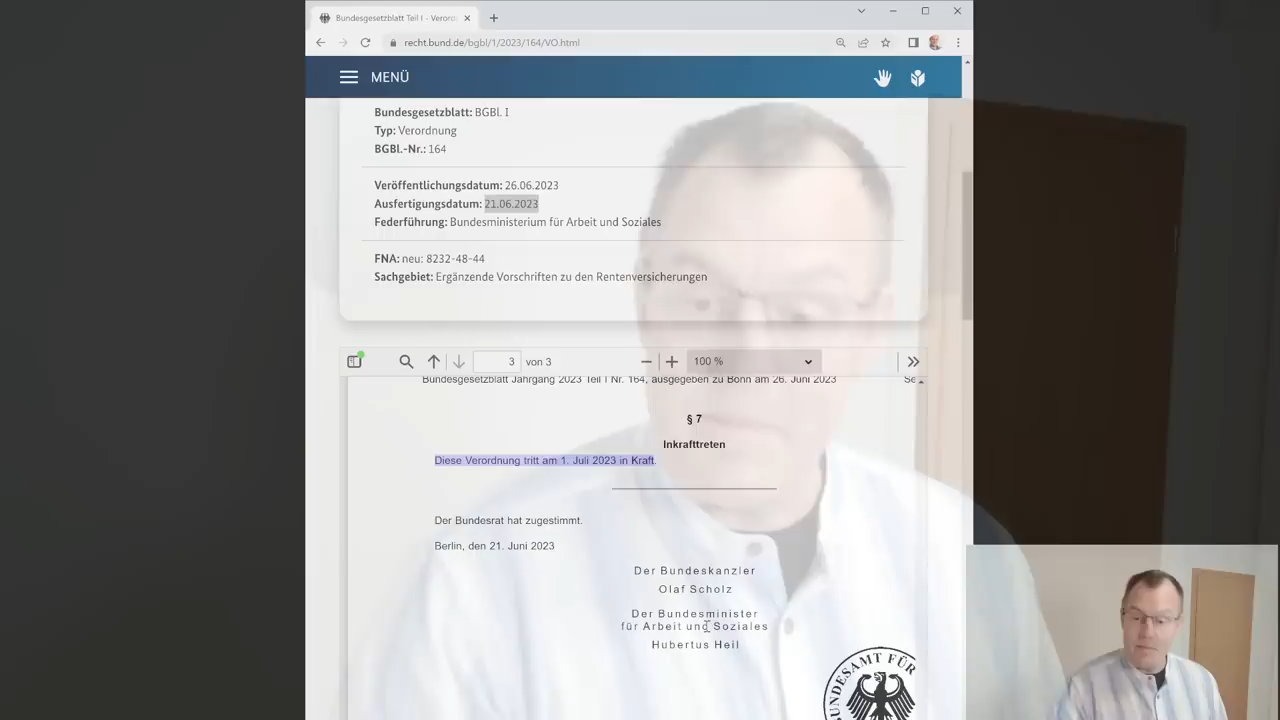 Bundesgesetzblatt Teil I - Veror
recht.bund.de/bgbl/1/2023/164/VO.html
MENÜ
Bundesgesetzblatt: BGBl. I
Typ: Verordnung
BGBl.-Nr.: 164
Veröffentlichungsdatum: 26.06.2023
Ausfertigungsdatum: 21.06.2023
Federführung: Bundesministerium für Arbeit und Soziales
FNA: neu: 8232-48-44
Sachgebiet: Ergänzende Vorschriften zu den Rentenversicherungen
3 von 3
100 %
Bundesgesetzblatt Jahrgang 2023 Teil I Nr. 164, ausgegeben zu Bonn am 26. Juni 2023
§ 7
Inkrafttreten
Diese Verordnung tritt am 1. Juli 2023 in Kraft.
Der Bundesrat hat zugestimmt.
Berlin, den 21. Juni 2023
Der Bundeskanzler
Olaf Scholz
Der Bundesminister
für Arbeit und Soziales
Hubertus Heil
BUNDESAMT FÜR